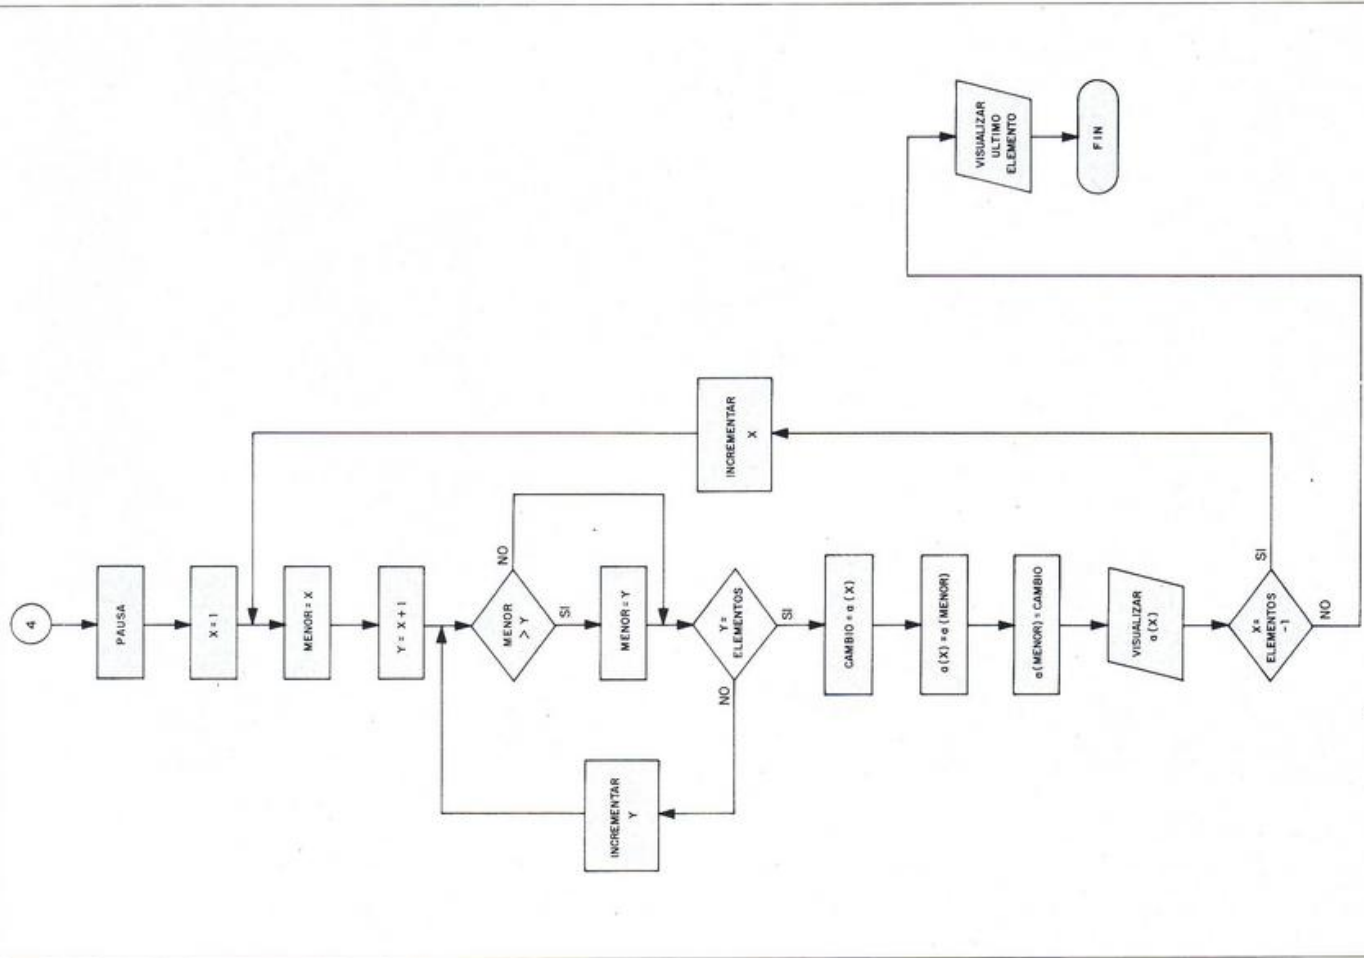 4
PAUSA
X = 1
MENOR = X
Y = X + 1
MENOR
> Y
NO
SI
MENOR = Y
Y =
ELEMENTOS
NO
SI
INCREMENTAR
Y
CAMBIO = a (X)
a (X) = a (MENOR)
a (MENOR) = CAMBIO
VISUALIZAR
a (X)
X=
ELEMENTOS
-1
SI
NO
INCREMENTAR
X
VISUALIZAR
ULTIMO
ELEMENTO
FIN